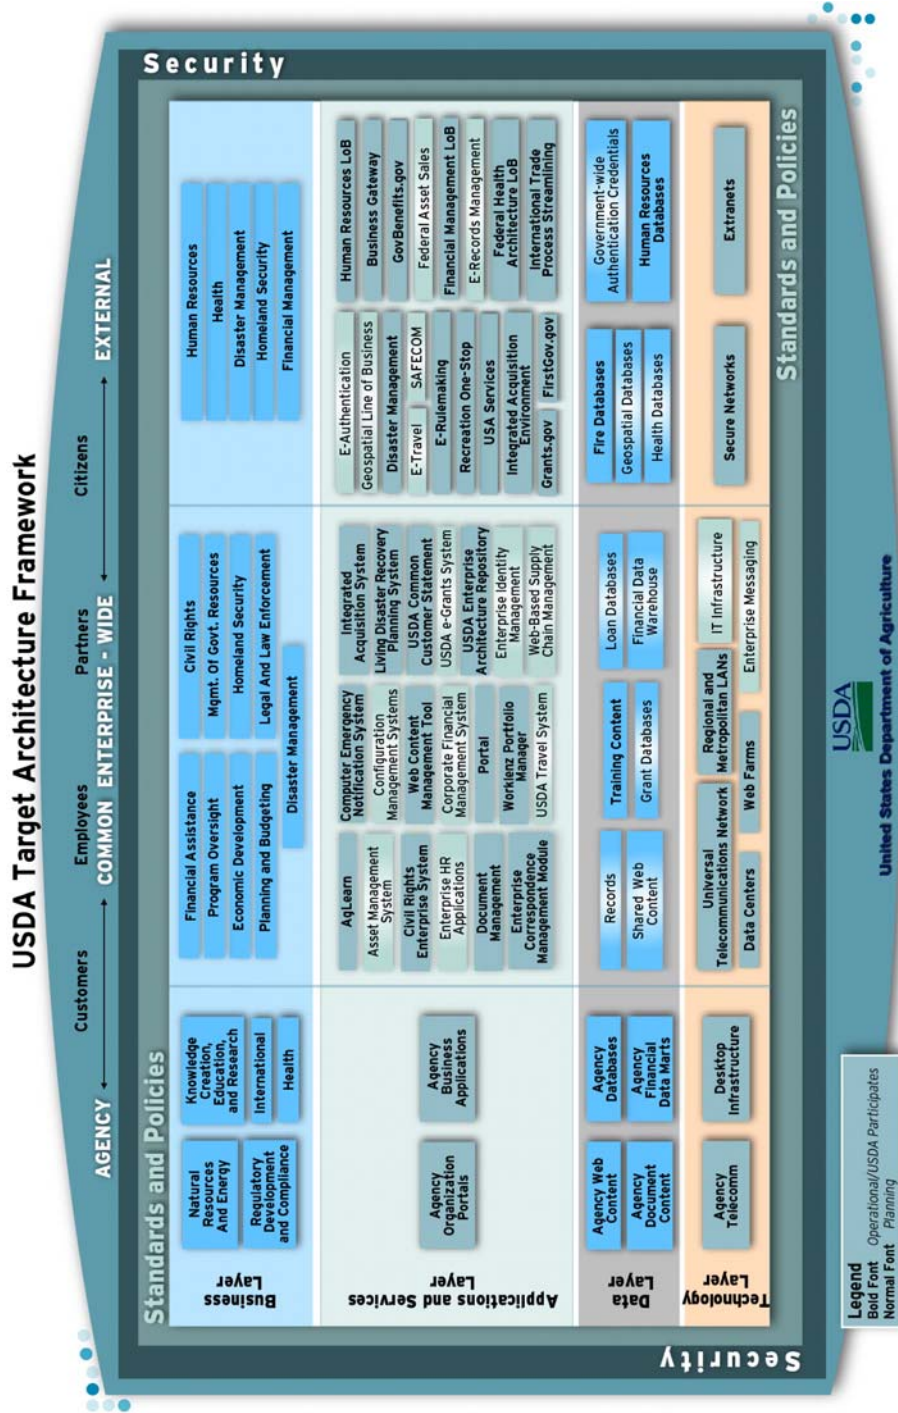 USDA Target Architecture Framework
Customers
Employees
Partners
Citizens
AGENCY
COMMON ENTERPRISE - WIDE
EXTERNAL
Security
Standards and Policies
Business
Layer
Natural
Resources
And Energy
Regulatory
Development
and Compliance
Knowledge
Creation,
Education,
and Research
International
Health
Financial Assistance
Program Oversight
Economic Development
Planning and Budgeting
Civil Rights
Mgmt. Of Govt. Resources
Homeland Security
Legal And Law Enforcement
Disaster Management
Human Resources
Health
Disaster Management
Homeland Security
Financial Management
Applications and Services
Layer
Agency
Organization
Portals
Agency
Business
Applications
AgLearn
Asset Management
System
Civil Rights
Enterprise System
Enterprise HR
Applications
Document
Management
Enterprise
Correspondence
Management Module
Computer Emergency
Notification System
Configuration
Management Systems
Web Content
Management Tool
Corporate Financial
Management System
Portal
Worklenz Portfolio
Manager
USDA Travel System
Integrated
Acquisition System
Living Disaster Recovery
Planning System
USDA Common
Customer Statement
USDA e-Grants System
USDA Enterprise
Architecture Repository
Enterprise Identity
Management
Web-Based Supply
Chain Management
E-Authentication
Geospatial Line of Business
Disaster Management
E-Travel
SAFECOM
E-Rulemaking
Recreation One-Stop
USA Services
Integrated Acquisition
Environment
Grants.gov
FirstGov.gov
Human Resources LoB
Business Gateway
GovBenefits.gov
Federal Asset Sales
Financial Management LoB
E-Records Management
Federal Health
Architecture LoB
International Trade
Process Streamlining
Data
Layer
Agency Web
Content
Agency
Document
Content
Agency
Databases
Agency
Financial
Data Marts
Records
Shared Web
Content
Training Content
Grant Databases
Loan Databases
Financial Data
Warehouse
Fire Databases
Geospatial Databases
Health Databases
Government-wide
Authentication Credentials
Human Resources
Databases
Technology
Layer
Agency
Telecomm
Desktop
Infrastructure
Universal
Telecommunications Network
Data Centers
Web Farms
Regional and
Metropolitan LANs
IT Infrastructure
Enterprise Messaging
Secure Networks
Extranets
Standards and Policies
Security
Legend
Bold Font Operational/USDA Participates
Normal Font Planning
USDA
United States Department of Agriculture